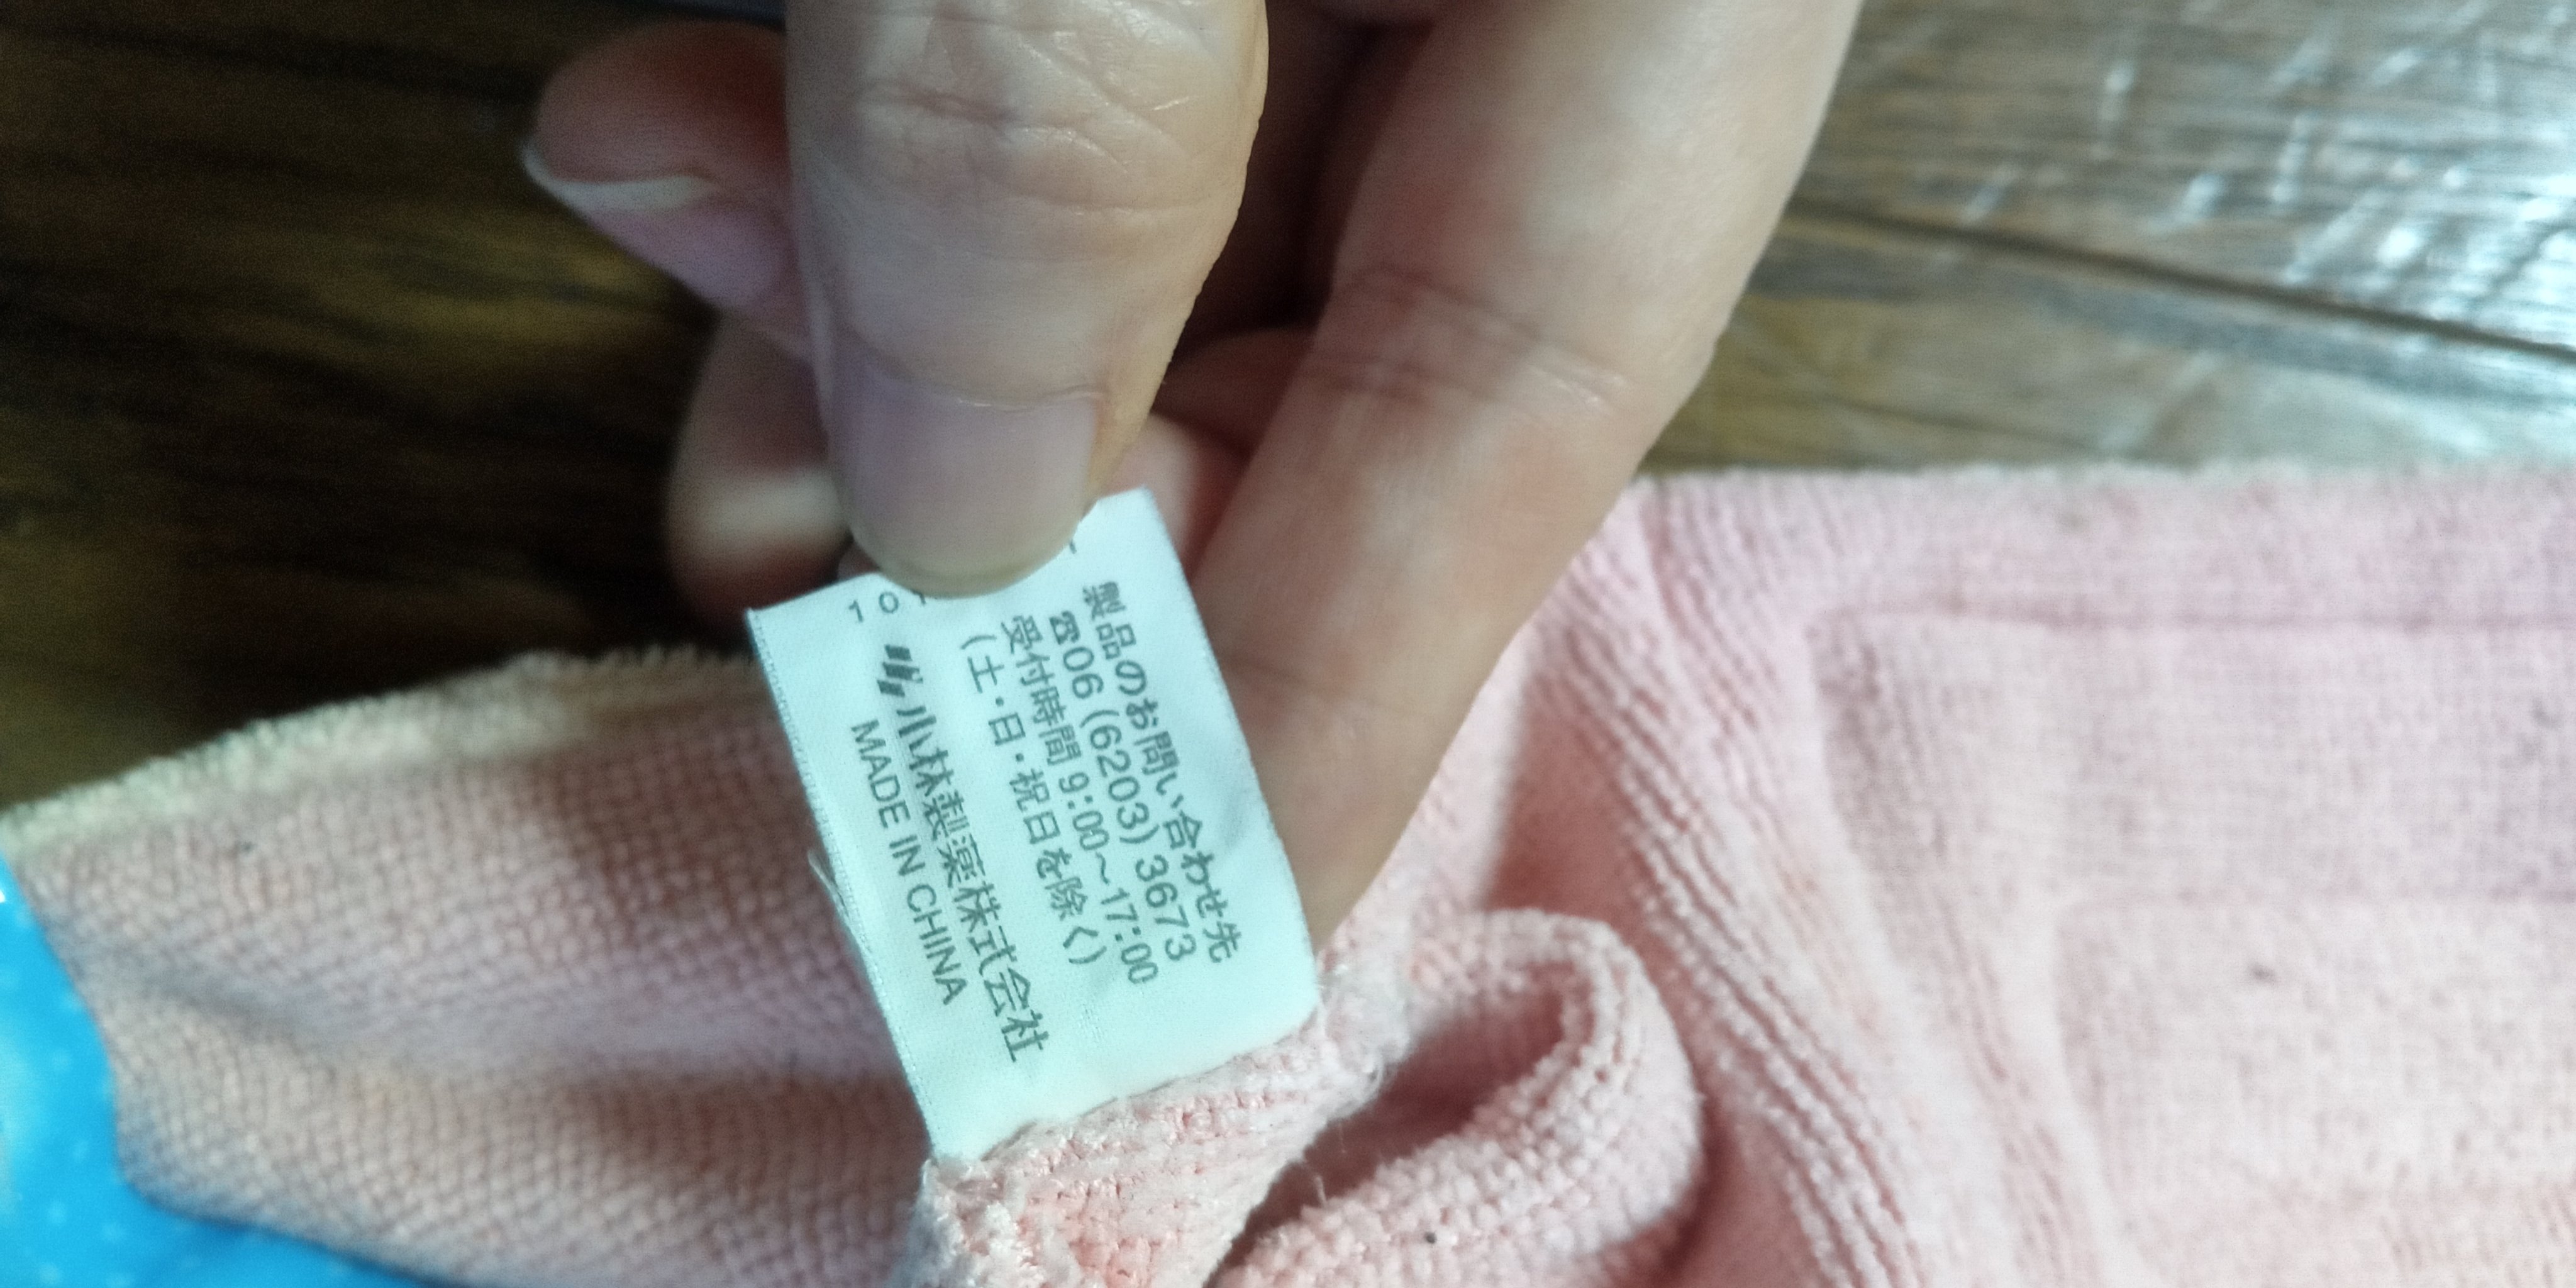 製品のお問い合わせ先
☎06(6203)3673
受付時間 9:00〜17:00
(土・日・祝日を除く)
小林製薬株式会社
MADE IN CHINA
10